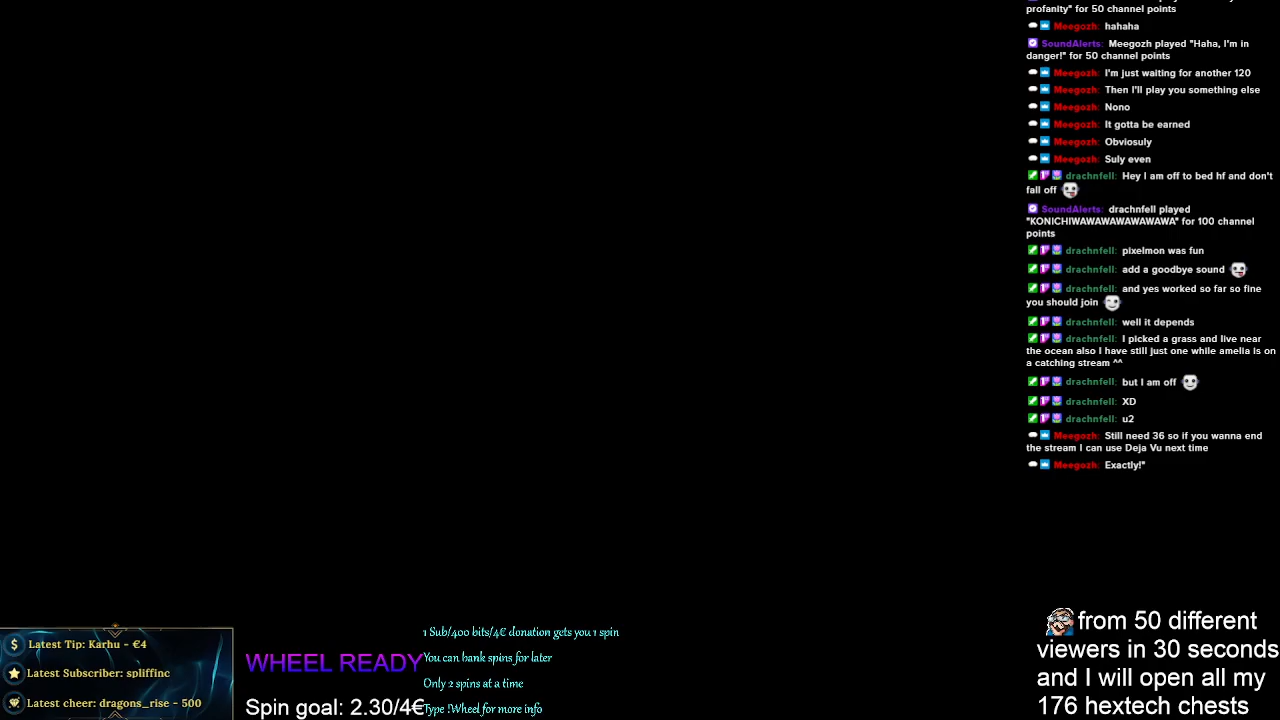 profanity" for 50 channel points
Meegozh: hahaha
SoundAlerts: Meegozh played "Haha, I'm in
danger!" for 50 channel points
Meegozh: I'm just waiting for another 120
Meegozh: Then I'll play you something else
Meegozh: Nono
Meegozh: It gotta be earned
Meegozh: Obviosuly
Meegozh: Suly even
drachnfell: Hey I am off to bed hf and don't
fall off
SoundAlerts: drachnfell played
"KONICHIWAWAWAWAWAWAWA" for 100 channel
points
drachnfell: pixelmon was fun
drachnfell: add a goodbye sound
drachnfell: and yes worked so far so fine
you should join
drachnfell: well it depends
drachnfell: I picked a grass and live near
the ocean also I have still just one while amelia is on
a catching stream ^^
drachnfell: but I am off
drachnfell: XD
drachnfell: u2
Meegozh: Still need 36 so if you wanna end
the stream I can use Deja Vu next time
Meegozh: Exactly!"
Latest Tip: Karhu - €4
Latest Subscriber: spliffinc
Latest cheer: dragons_rise - 500
WHEEL READY
Spin goal: 2.30/4€
1 Sub/400 bits/4€ donation gets you 1 spin
You can bank spins for later
Only 2 spins at a time
Type !Wheel for more info
from 50 different
viewers in 30 seconds
and I will open all my
176 hextech chests